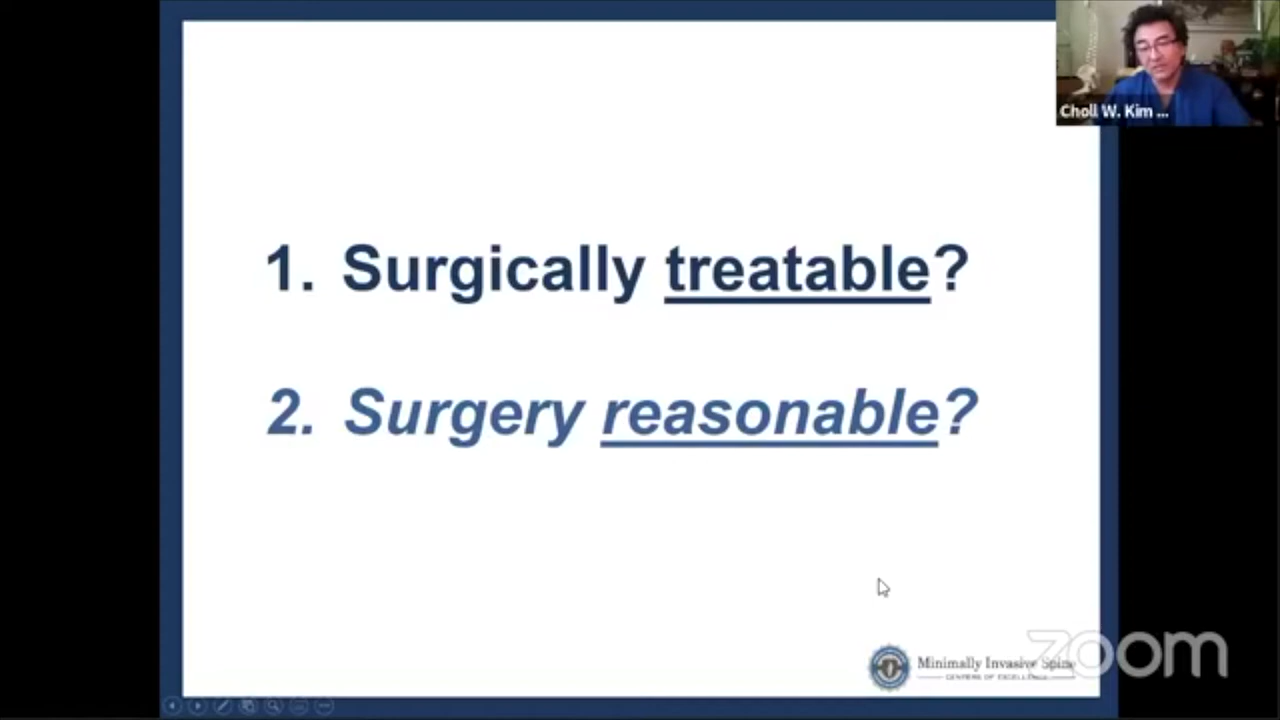 Choll W. Kim ...
1. Surgically treatable?
2. Surgery reasonable?
Minimally Invasive Spine
CENTERS OF EXCELLENCE
zoom